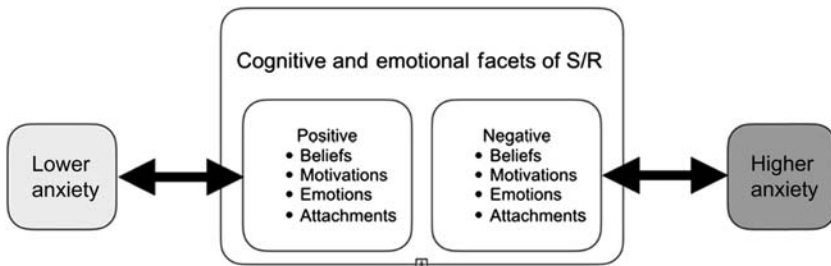 Cognitive and emotional facets of S/R
Lower
anxiety
Positive
• Beliefs
• Motivations
• Emotions
• Attachments
Negative
• Beliefs
• Motivations
• Emotions
• Attachments
Higher
anxiety